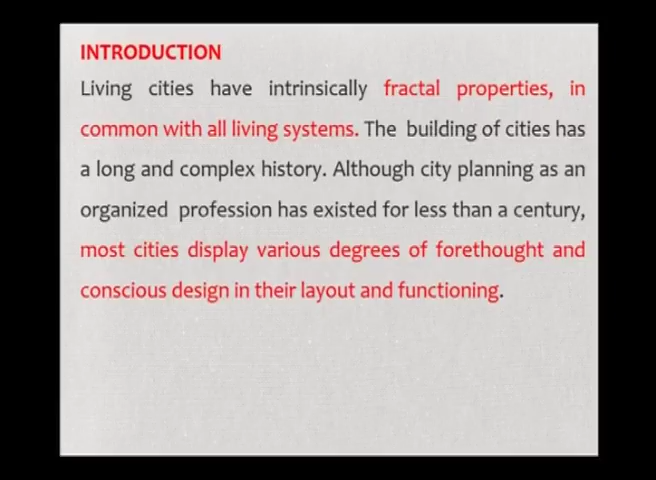 INTRODUCTION
Living cities have intrinsically fractal properties, in
common with all living systems. The building of cities has
a long and complex history. Although city planning as an
organized profession has existed for less than a century,
most cities display various degrees of forethought and
conscious design in their layout and functioning.